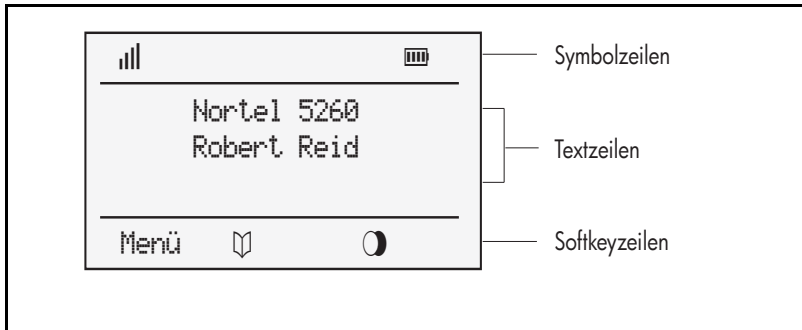 Symbolzeilen
Nortel 5260
Robert Reid
Textzeilen
Menü
Softkeyzeilen